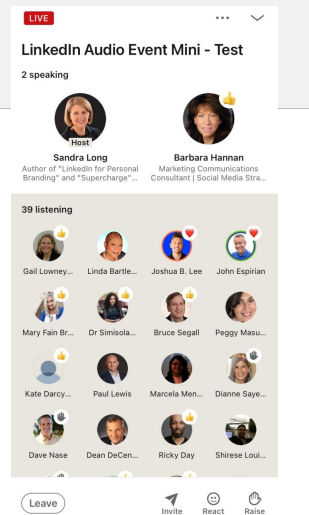 LIVE
LinkedIn Audio Event Mini - Test
2 speaking
Host
Sandra Long
Author of "LinkedIn for Personal
Branding" and "Supercharge"...
Barbara Hannan
Marketing Communications
Consultant | Social Media Stra...
39 listening
Gail Lowney...
Linda Bartle...
Joshua B. Lee
John Espirian
Mary Fain Br...
Dr Simisola...
Bruce Segall
Peggy Masu...
Kate Darcy...
Paul Lewis
Marcela Men...
Dianne Saye...
Dave Nase
Dean DeCen...
Ricky Day
Shirese Loui...
Leave
Invite
React
Raise